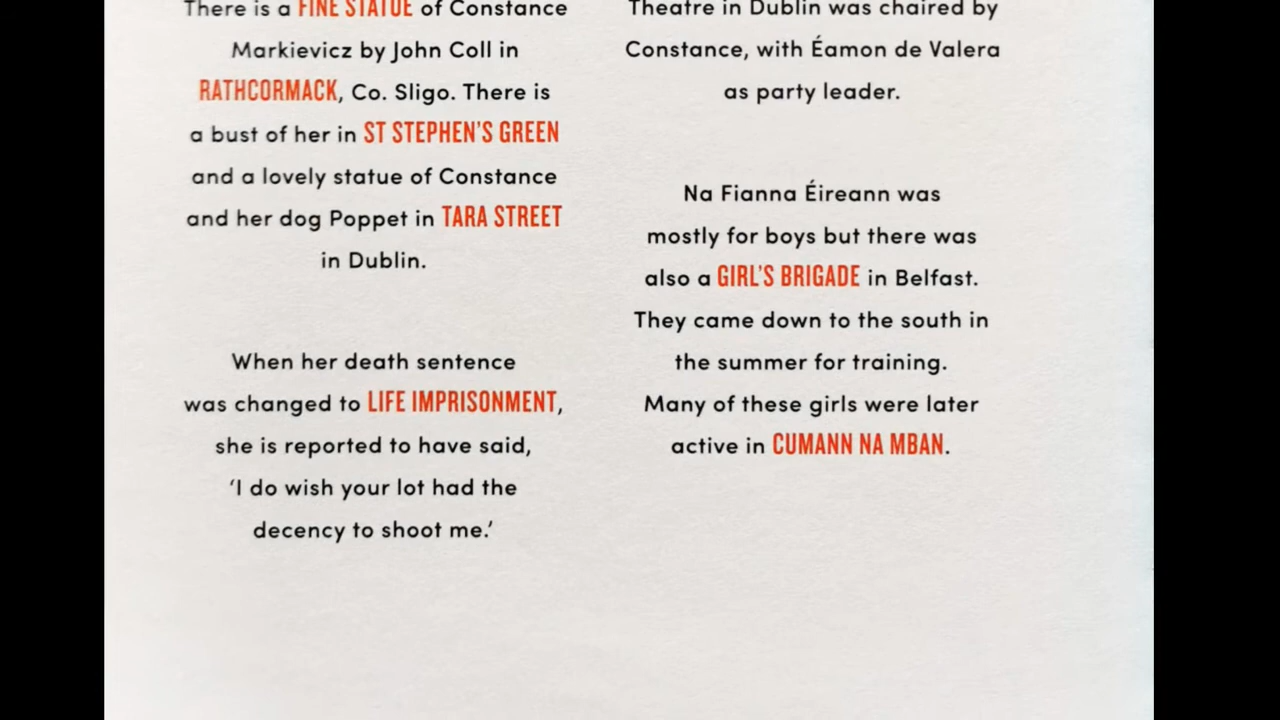 There is a FINE STATUE of Constance
Markievicz by John Coll in
RATHCORMACK, Co. Sligo. There is
a bust of her in ST STEPHEN'S GREEN
and a lovely statue of Constance
and her dog Poppet in TARA STREET
in Dublin.
When her death sentence
was changed to LIFE IMPRISONMENT,
she is reported to have said,
‘I do wish your lot had the
decency to shoot me.’
Theatre in Dublin was chaired by
Constance, with Éamon de Valera
as party leader.
Na Fianna Éireann was
mostly for boys but there was
also a GIRL'S BRIGADE in Belfast.
They came down to the south in
the summer for training.
Many of these girls were later
active in CUMANN NA MBAN.